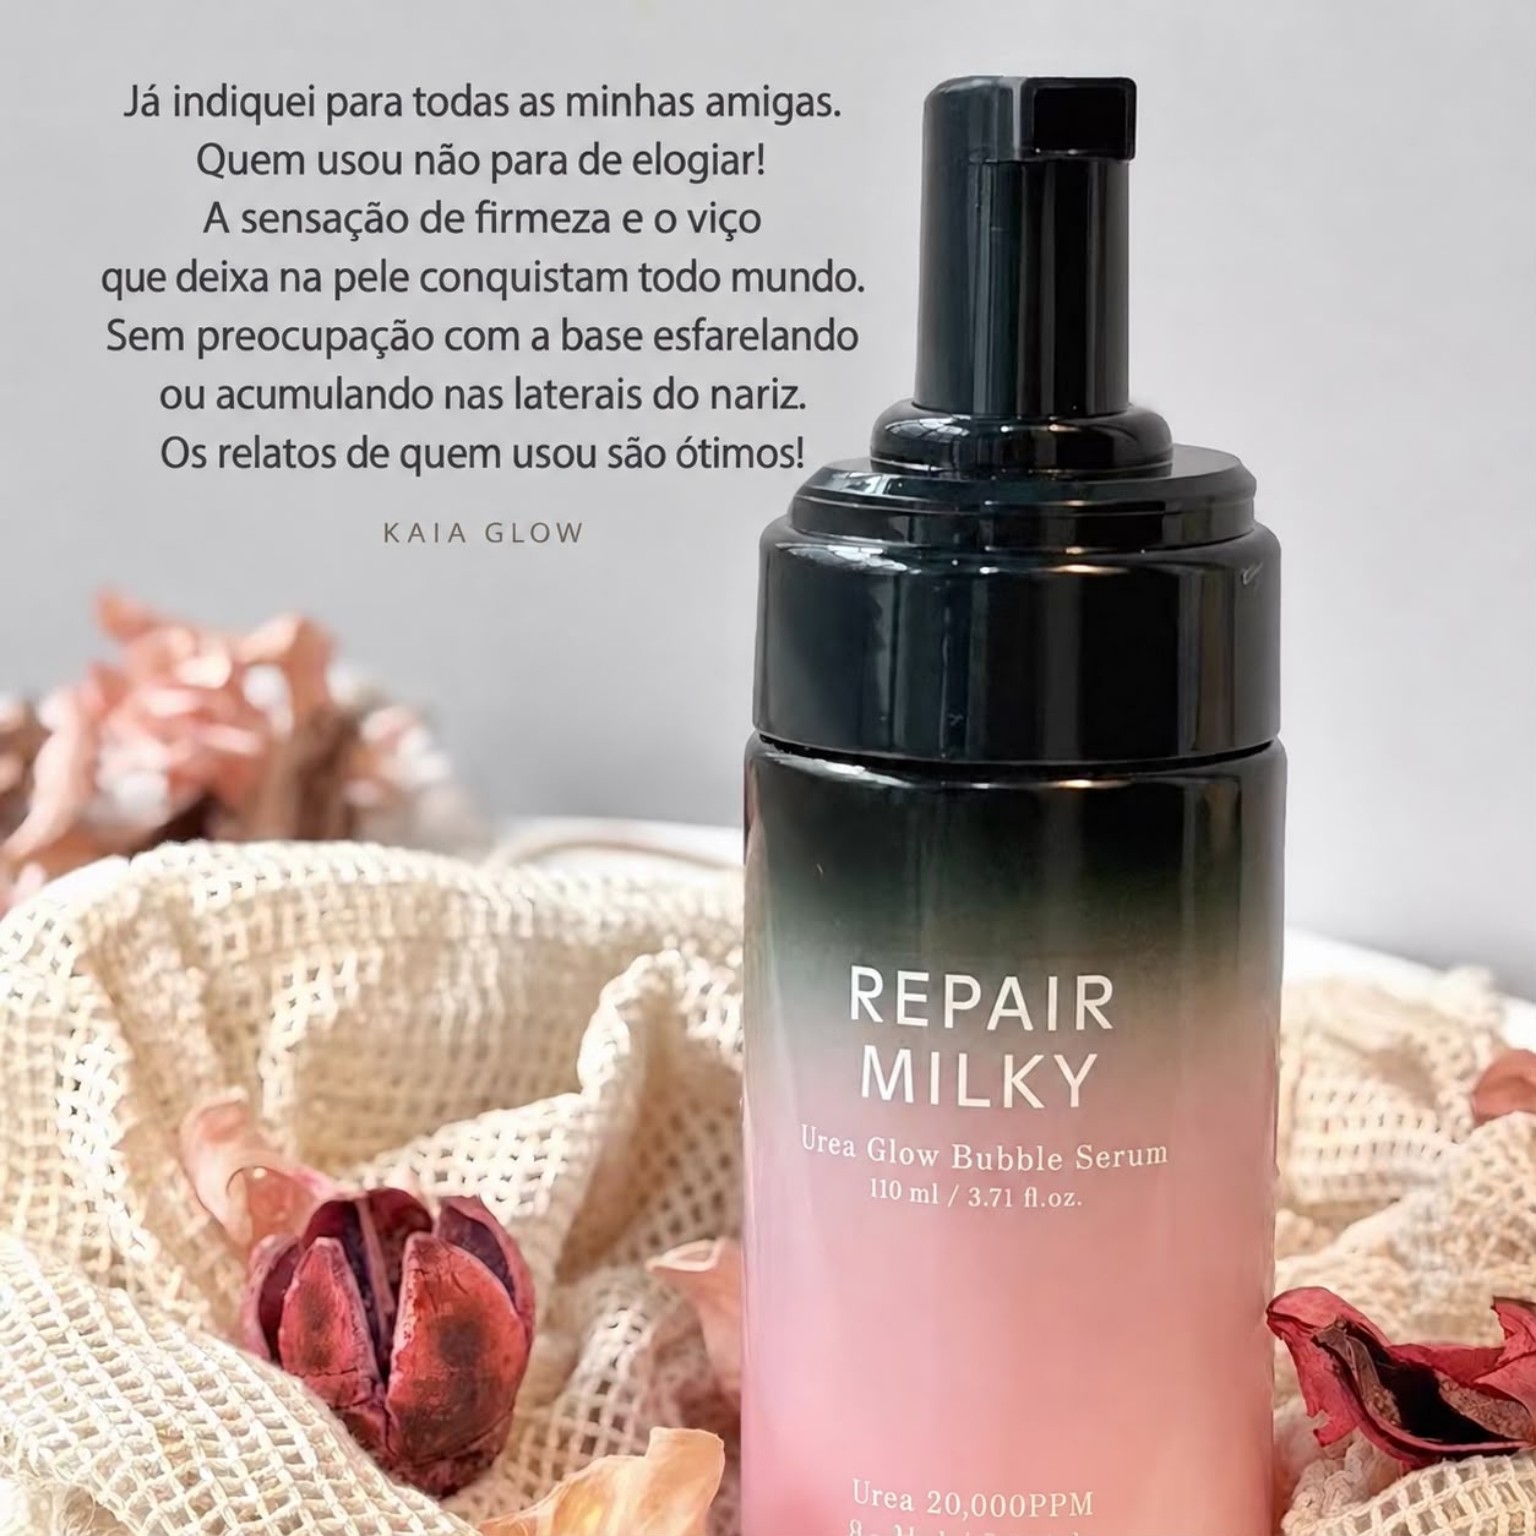 Já indiquei para todas as minhas amigas.
Quem usou não para de elogiar!
A sensação de firmeza e o viço
que deixa na pele conquistam todo mundo.
Sem preocupação com a base esfarelando
ou acumulando nas laterais do nariz.
Os relatos de quem usou são ótimos!
KAIA GLOW
REPAIR
MILKY
Urea Glow Bubble Serum
110 ml / 3.71 fl.oz.
Urea 20,000PPM